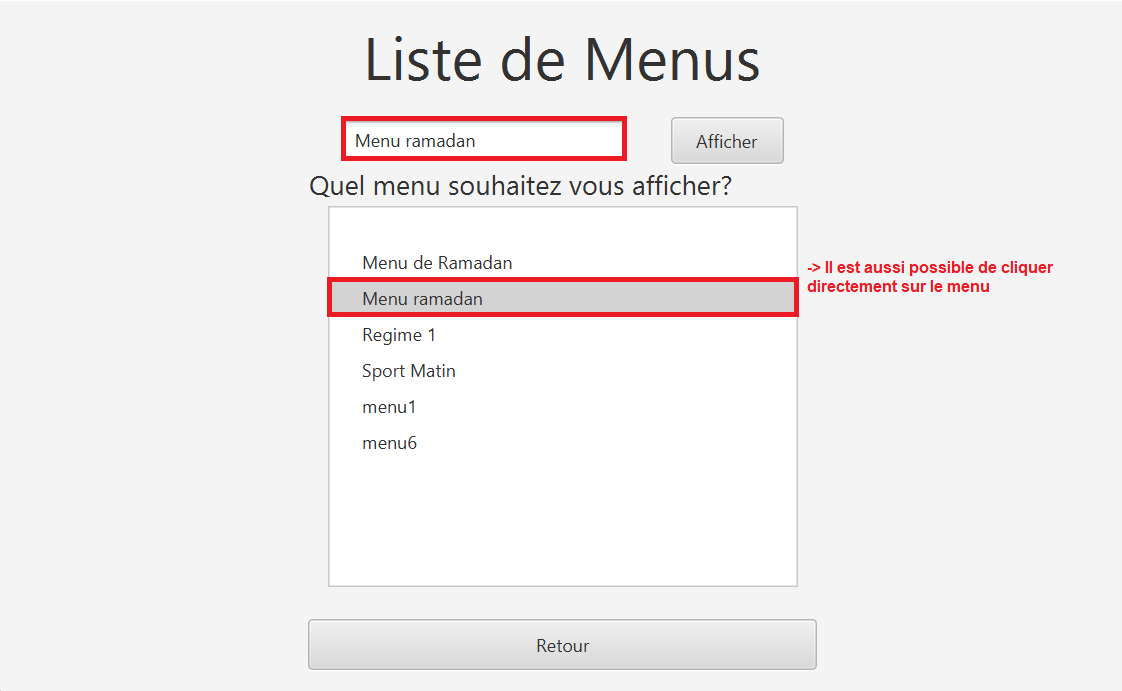 Liste de Menus
Menu ramadan
Afficher
Quel menu souhaitez vous afficher?
Menu de Ramadan
Menu ramadan
Regime 1
Sport Matin
menu1
menu6
-> Il est aussi possible de cliquer
directement sur le menu
Retour